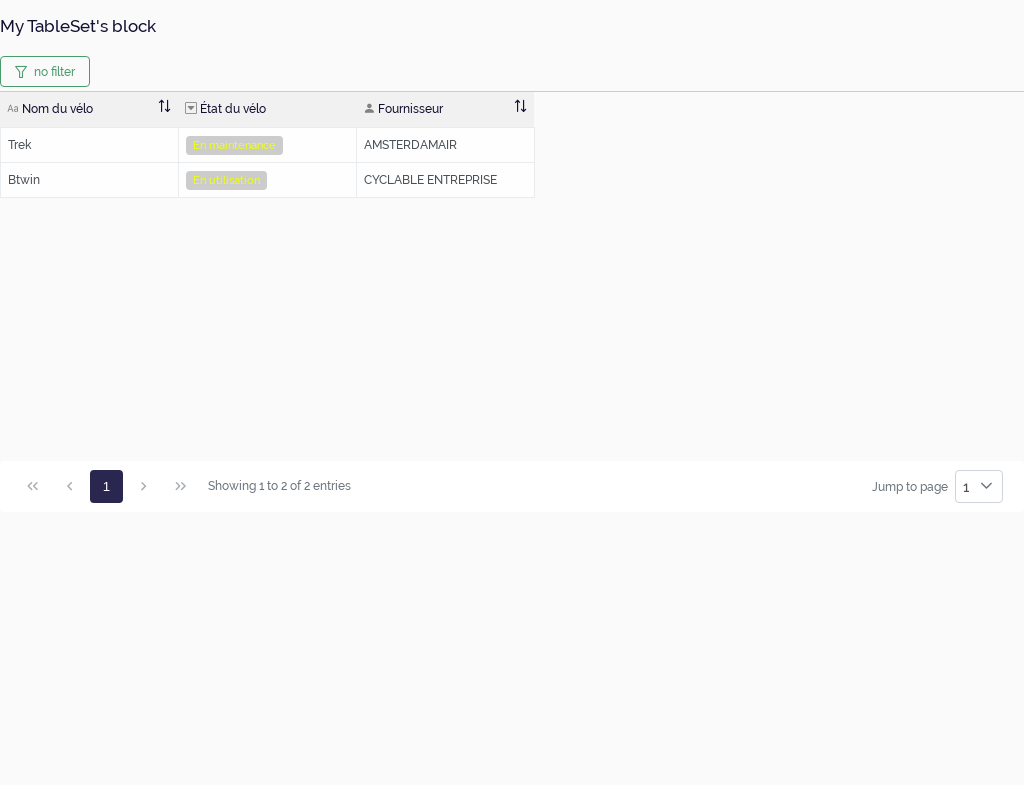 My TableSet's block
no filter
Aa Nom du vélo État du vélo Fournisseur
Trek En maintenance AMSTERDAMAIR
Btwin En utilisation CYCLABLE ENTREPRISE
1 Showing 1 to 2 of 2 entries Jump to page 1